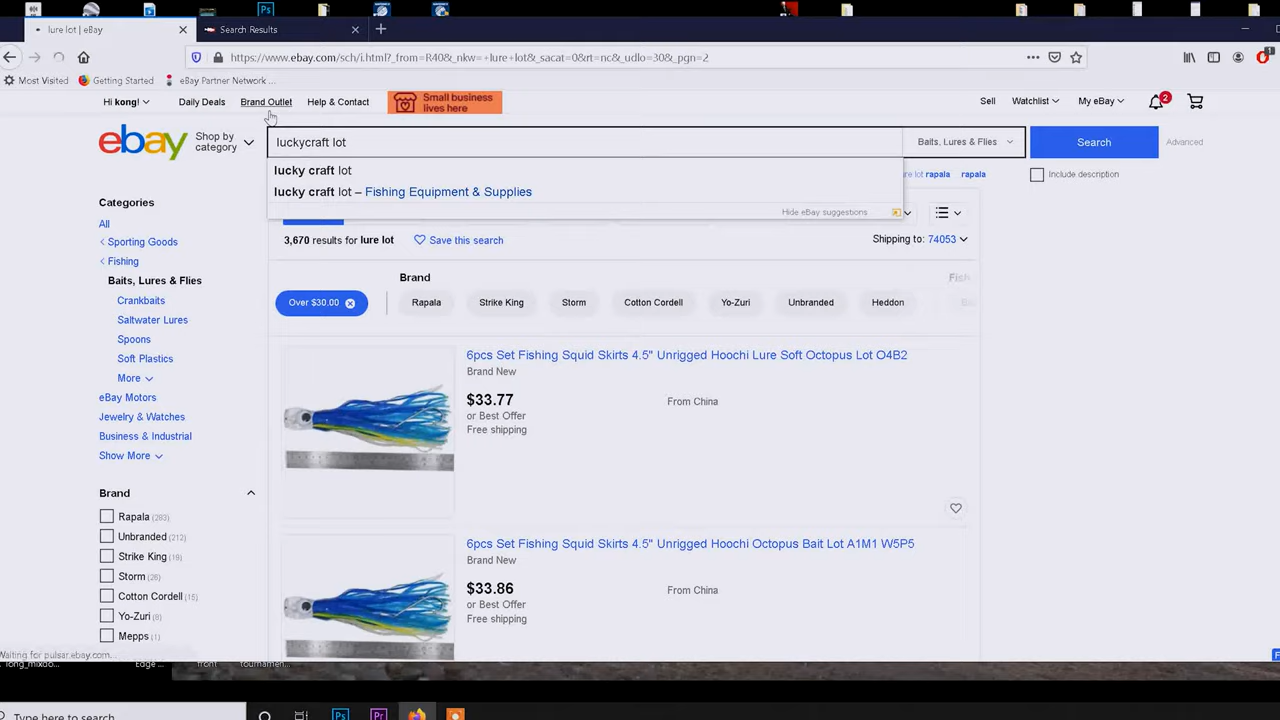 lure lot | eBay
Search Results
https://www.ebay.com/sch/i.html?_from=R40&_nkw=+lure+lot&_sacat=0&rt=nc&_udlo=30&_pgn=2
Most Visited
Getting Started
eBay Partner Network ...
Hi kong!
Daily Deals
Brand Outlet
Help & Contact
Small business
lives here
Sell
Watchlist
My eBay
2
ebay
Shop by
category
luckycraft lot
Baits, Lures & Flies
Search
Advanced
lucky craft lot
lure lot rapala
rapala
Include description
lucky craft lot – Fishing Equipment & Supplies
Hide eBay suggestions
Categories
All
Sporting Goods
Fishing
Baits, Lures & Flies
Crankbaits
Saltwater Lures
Spoons
Soft Plastics
More
eBay Motors
Jewelry & Watches
Business & Industrial
Show More
Brand
Rapala (283)
Unbranded (212)
Strike King (19)
Storm (26)
Cotton Cordell (15)
Yo-Zuri (8)
Mepps (1)
3,670 results for lure lot
Save this search
Shipping to: 74053
Brand
Over $30.00
Rapala
Strike King
Storm
Cotton Cordell
Yo-Zuri
Unbranded
Heddon
6pcs Set Fishing Squid Skirts 4.5" Unrigged Hoochi Lure Soft Octopus Lot O4B2
Brand New
$33.77
or Best Offer
Free shipping
From China
6pcs Set Fishing Squid Skirts 4.5" Unrigged Hoochi Octopus Bait Lot A1M1 W5P5
Brand New
$33.86
or Best Offer
Free shipping
From China
Waiting for pulsar.ebay.com...
Edge ...
front
tournamen...
Type here to search